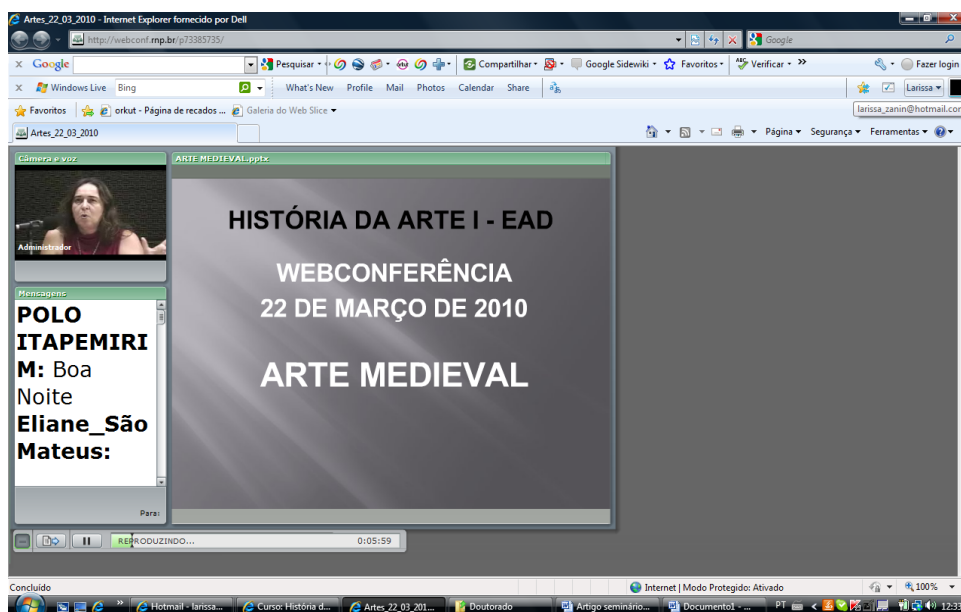 Artes_22_03_2010 - Internet Explorer fornecido por Dell
http://webconf.rnp.br/p73385735/
Google
x Google
Pesquisar
Compartilhar
Google Sidewiki
Favoritos
Verificar
Fazer login
x Windows Live
Bing
What's New Profile Mail Photos Calendar Share
Larissa
Favoritos
orkut - Página de recados ...
Galeria do Web Slice
larissa_zanin@hotmail.com
Artes_22_03_2010
Página Segurança Ferramentas
Câmera e voz
Administrador
Mensagens
POLO
ITAPEMIRI
M: Boa
Noite
Eliane_São
Mateus:
Para:
ARTE MEDIEVAL.pptx
HISTÓRIA DA ARTE I - EAD
WEBCONFERÊNCIA
22 DE MARÇO DE 2010
ARTE MEDIEVAL
REPRODUZINDO...
0:05:59
Concluído
Internet | Modo Protegido: Ativado
100%
Hotmail - larissa...
Curso: História d...
Artes_22_03_201...
Doutorado
Artigo seminário...
Documento1 - ...
PT
12:33